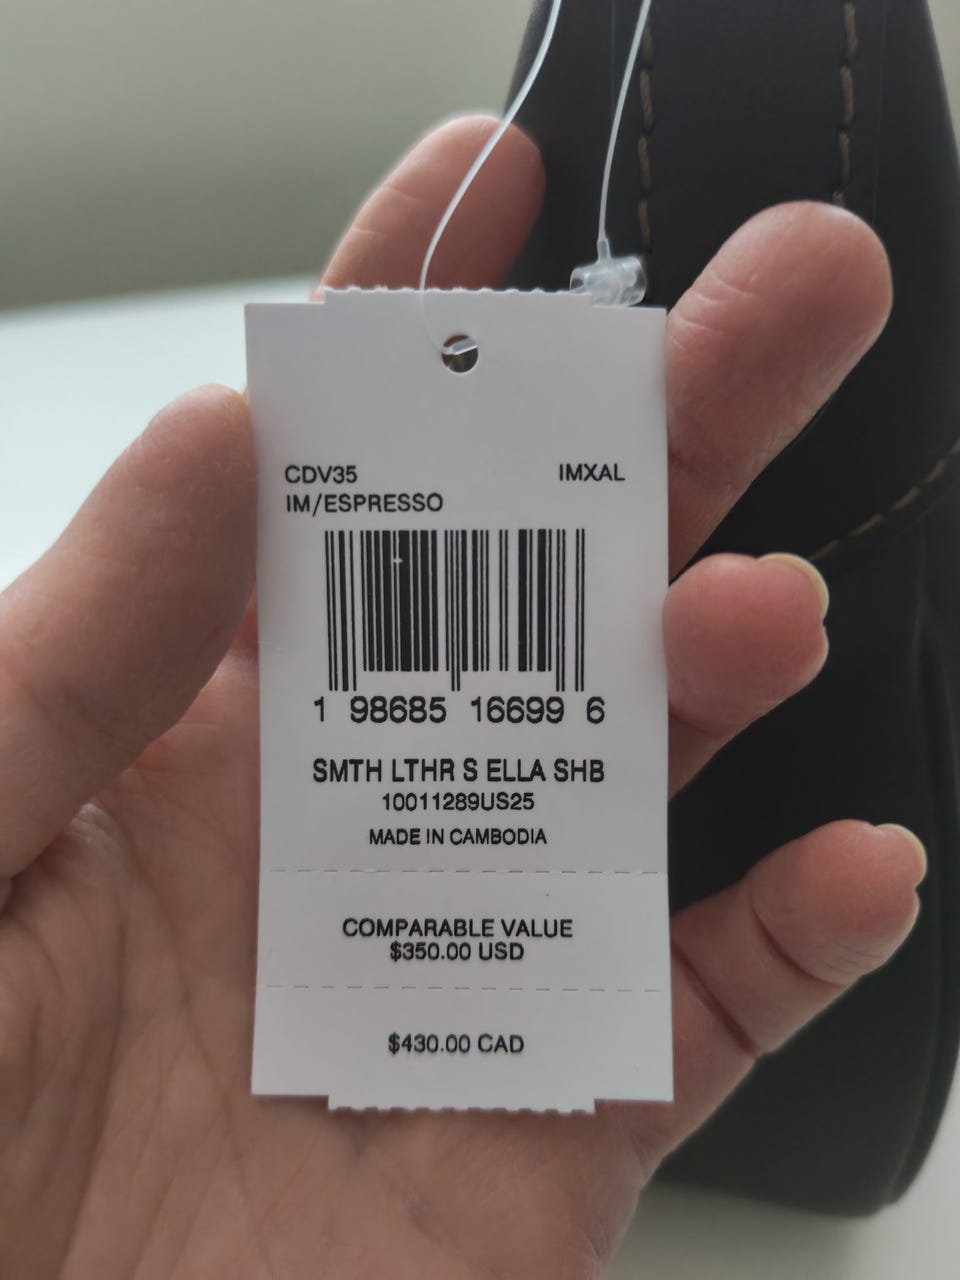 CDV35 IMXAL
IM/ESPRESSO
1 98685 16699 6
SMTH LTHR S ELLA SHB
10011289US25
MADE IN CAMBODIA
COMPARABLE VALUE
$350.00 USD
$430.00 CAD